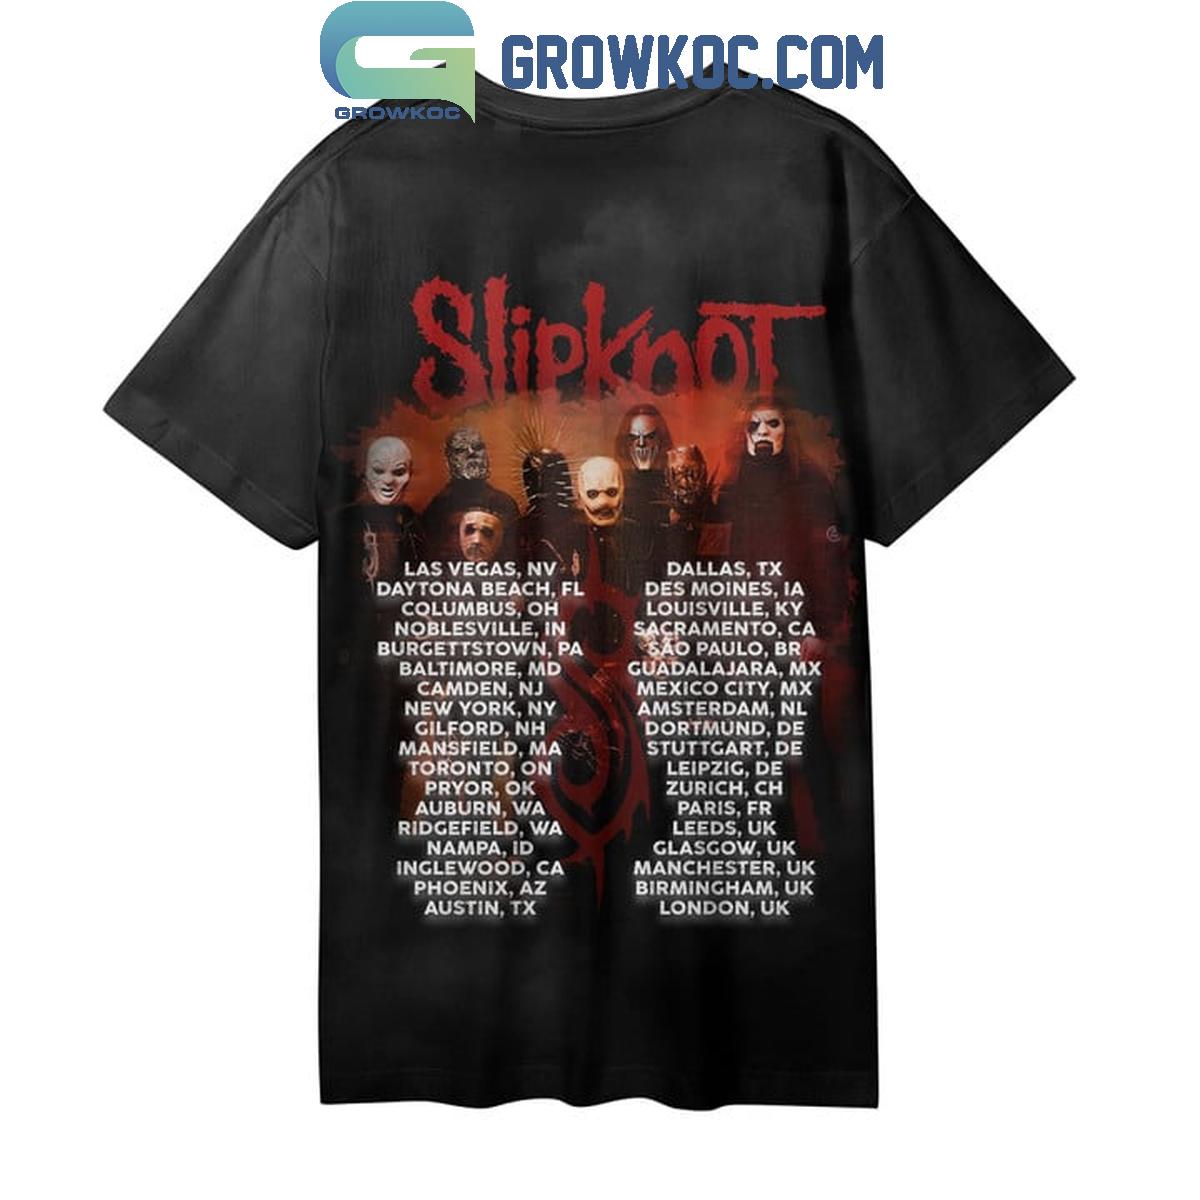 GROWKOC
GROWKOC.COM
Slipknot
LAS VEGAS, NV
DAYTONA BEACH, FL
COLUMBUS, OH
NOBLESVILLE, IN
BURGETTSTOWN, PA
BALTIMORE, MD
CAMDEN, NJ
NEW YORK, NY
GILFORD, NH
MANSFIELD, MA
TORONTO, ON
PRYOR, OK
AUBURN, WA
RIDGEFIELD, WA
NAMPA, ID
INGLEWOOD, CA
PHOENIX, AZ
AUSTIN, TX
DALLAS, TX
DES MOINES, IA
LOUISVILLE, KY
SACRAMENTO, CA
SÃO PAULO, BR
GUADALAJARA, MX
MEXICO CITY, MX
AMSTERDAM, NL
DORTMUND, DE
STUTTGART, DE
LEIPZIG, DE
ZURICH, CH
PARIS, FR
LEEDS, UK
GLASGOW, UK
MANCHESTER, UK
BIRMINGHAM, UK
LONDON, UK